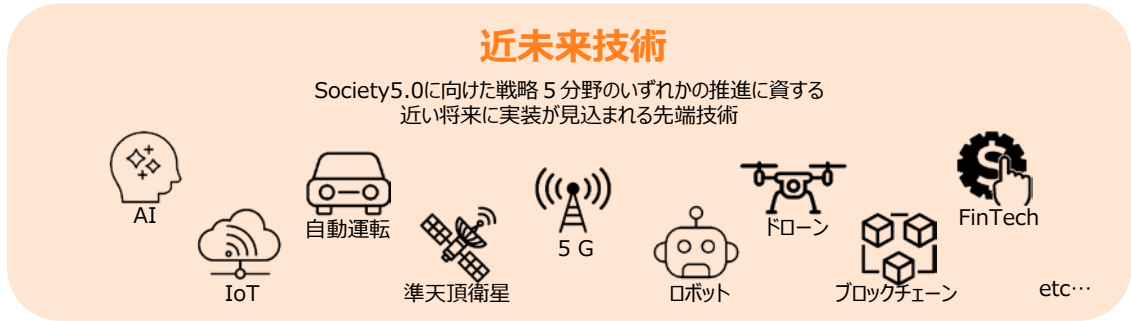 近未来技術
Society5.0に向けた戦略５分野のいずれかの推進に資する
近い将来に実装が見込まれる先端技術
AI
IoT
自動運転
準天頂衛星
５G
ロボット
ドローン
ブロックチェーン
FinTech
etc…